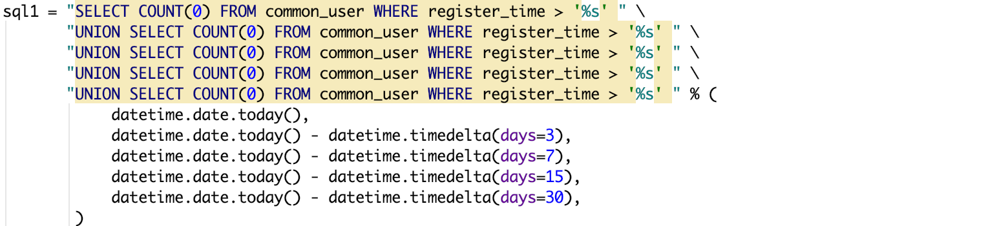 sql1 = "SELECT COUNT(0) FROM common_user WHERE register_time > '%s' " \
"UNION SELECT COUNT(0) FROM common_user WHERE register_time > '%s' " \
"UNION SELECT COUNT(0) FROM common_user WHERE register_time > '%s' " \
"UNION SELECT COUNT(0) FROM common_user WHERE register_time > '%s' " \
"UNION SELECT COUNT(0) FROM common_user WHERE register_time > '%s' " % (
datetime.date.today(),
datetime.date.today() - datetime.timedelta(days=3),
datetime.date.today() - datetime.timedelta(days=7),
datetime.date.today() - datetime.timedelta(days=15),
datetime.date.today() - datetime.timedelta(days=30),
)